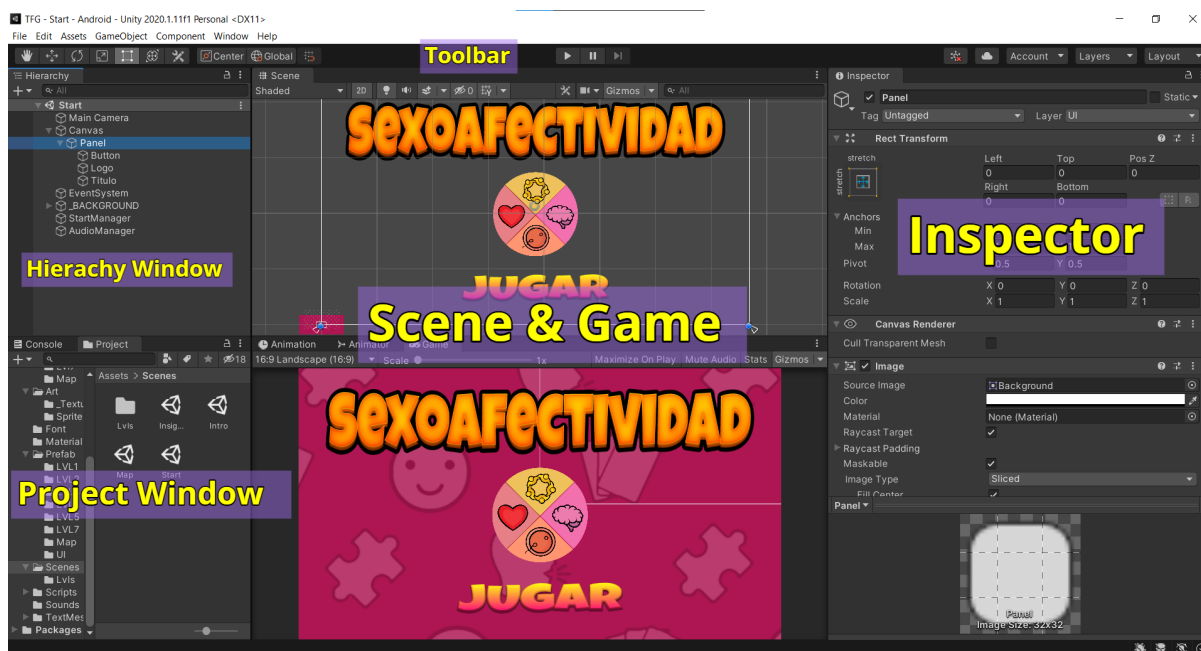 TFG - Start - Android - Unity 2020.1.11f1 Personal <DX11>
File Edit Assets GameObject Component Window Help
Center Global Toolbar Account Layers Layout
Hierarchy
All
Start
Main Camera
Canvas
Panel
Button
Logo
Titulo
EventSystem
_BACKGROUND
StartManager
AudioManager
Hierachy Window
Scene
Shaded 2D 0 Gizmos All
SEXOAFECTIVIDAD
JUGAR
Scene & Game
Animation Animator Game
16:9 Landscape (16:9) Scale 1x Maximize On Play Mute Audio Stats Gizmos
SEXOAFECTIVIDAD
JUGAR
Console Project
18
Map
Art
_Textu
Sprite
Font
Material
Prefab
LVL1
LVL5
LVL7
Map
UI
Scenes
Lvls
Scripts
Sounds
TextMes
Packages
Assets > Scenes
Lvls Insig... Intro
Map Start
Project Window
Inspector
Panel Static
Tag Untagged Layer UI
Rect Transform
stretch Left Top Pos Z
stretch 0 0 0
Right Bottom
0 0 R
Anchors
Min
Max
Pivot 0.5 Y 0.5
Inspector
Rotation X 0 Y 0 Z 0
Scale X 1 Y 1 Z 1
Canvas Renderer
Cull Transparent Mesh
Image
Source Image Background
Color
Material None (Material)
Raycast Target
Raycast Padding
Maskable
Image Type Sliced
Fill Center
Panel
Panel
Image Size: 32x32